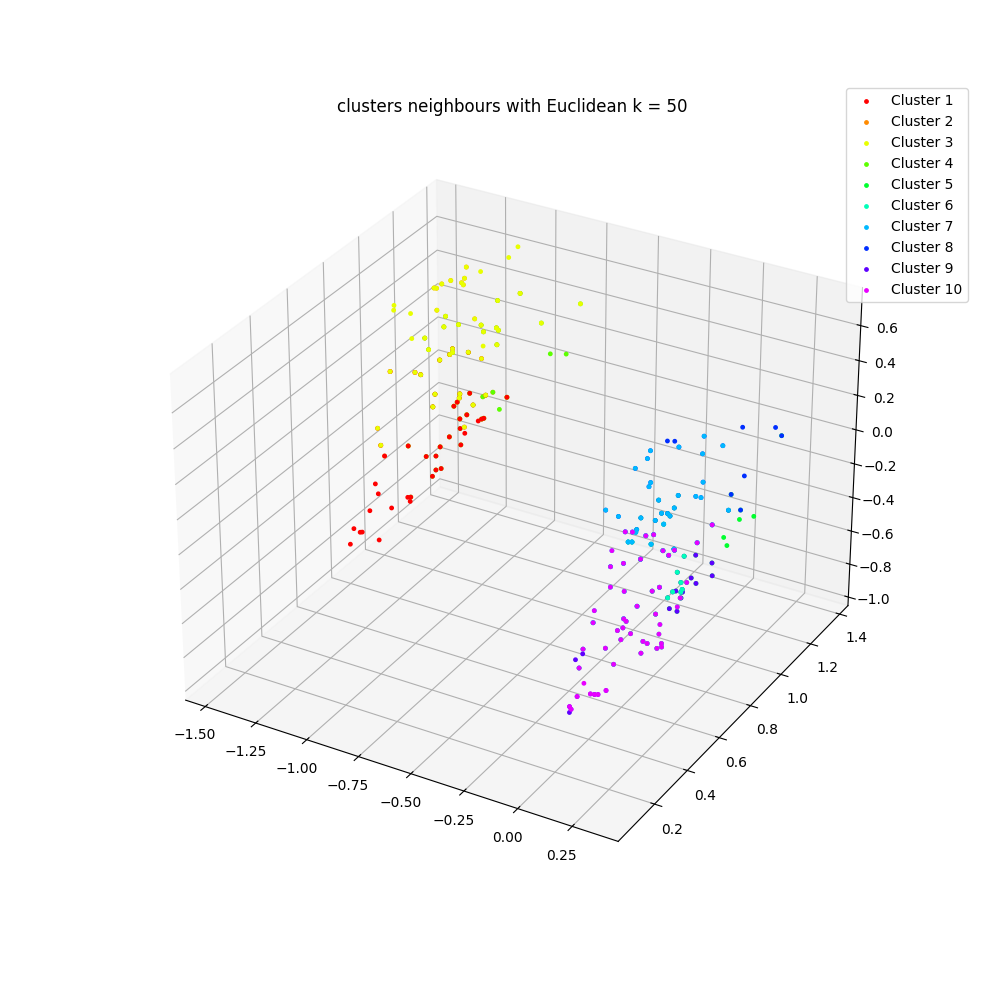 clusters neighbours with Euclidean k = 50
Cluster 1
Cluster 2
Cluster 3
Cluster 4
Cluster 5
Cluster 6
Cluster 7
Cluster 8
Cluster 9
Cluster 10
0.6
0.4
0.2
0.0
−0.2
−0.4
−0.6
−0.8
−1.0
1.4
1.2
1.0
0.8
0.6
0.4
0.2
−1.50
−1.25
−1.00
−0.75
−0.50
−0.25
0.00
0.25